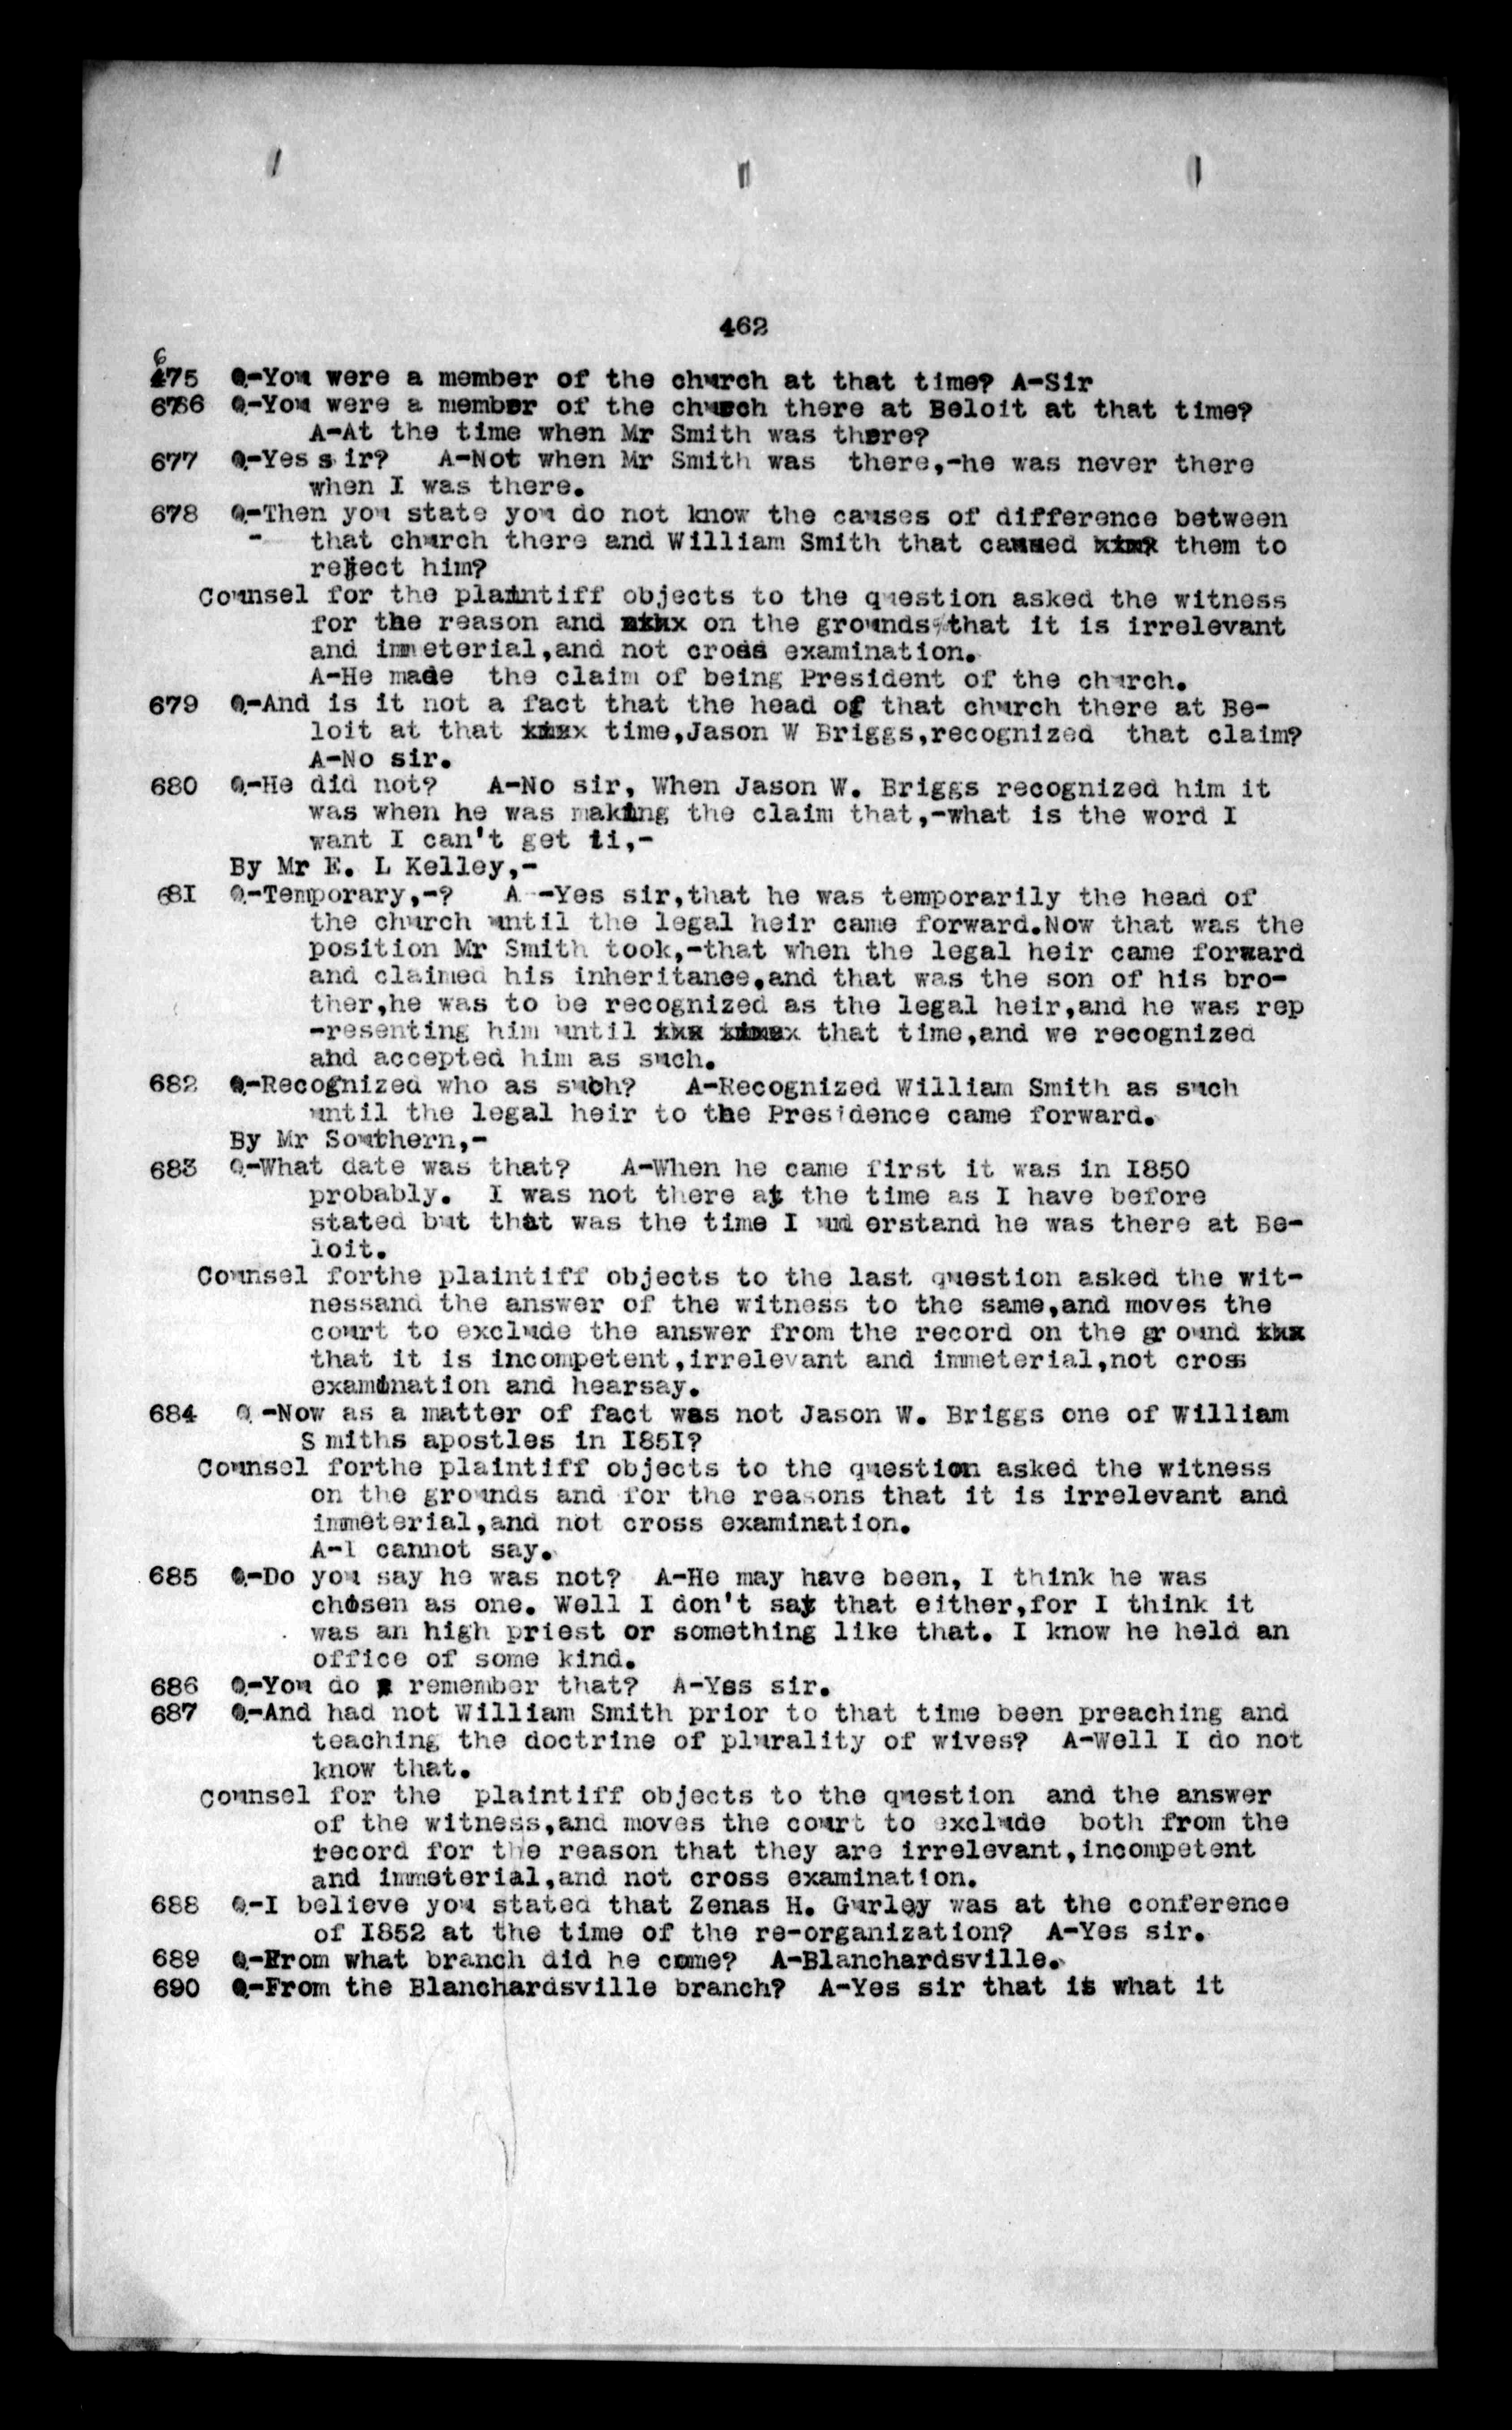 462
675 Q-You were a member of the church at that time? A-Sir
676 Q-You were a member of the church there at Beloit at that time?
A-At the time when Mr Smith was there?
677 Q-Yes s ir? A-Not when Mr Smith was there,-he was never there
when I was there.
678 Q-Then you state you do not know the causes of difference between
- that church there and William Smith that caused them to
reject him?
Counsel for the plaintiff objects to the question asked the witness
for the reason and on the grounds that it is irrelevant
and immeterial,and not cross examination.
A-He made the claim of being President of the church.
679 Q-And is it not a fact that the head of that church there at Be-
loit at that time,Jason W Briggs,recognized that claim?
A-No sir.
680 Q-He did not? A-No sir, When Jason W. Briggs recognized him it
was when he was making the claim that,-what is the word I
want I can't get ii,-
By Mr E. L Kelley,-
681 Q-Temporary,-? A -Yes sir,that he was temporarily the head of
the church until the legal heir came forward.Now that was the
position Mr Smith took,-that when the legal heir came forward
and claimed his inheritance,and that was the son of his bro-
ther,he was to be recognized as the legal heir,and he was rep
-resenting him until that time,and we recognized
and accepted him as such.
682 Q-Recognized who as such? A-Recognized William Smith as such
until the legal heir to the Presidence came forward.
By Mr Southern,-
683 Q-What date was that? A-When he came first it was in I850
probably. I was not there at the time as I have before
stated but that was the time I und erstand he was there at Be-
loit.
Counsel forthe plaintiff objects to the last question asked the wit-
nessand the answer of the witness to the same,and moves the
court to exclude the answer from the record on the gr ound
that it is incompetent,irrelevant and immeterial,not cross
examination and hearsay.
684 Q -Now as a matter of fact was not Jason W. Briggs one of William
S miths apostles in I85I?
Counsel forthe plaintiff objects to the question asked the witness
on the grounds and for the reasons that it is irrelevant and
immeterial,and not cross examination.
A-I cannot say.
685 Q-Do you say he was not? A-He may have been, I think he was
chosen as one. Well I don't say that either,for I think it
was an high priest or something like that. I know he held an
office of some kind.
686 Q-You do remember that? A-Yes sir.
687 Q-And had not William Smith prior to that time been preaching and
teaching the doctrine of plurality of wives? A-Well I do not
know that.
Counsel for the plaintiff objects to the question and the answer
of the witness,and moves the court to exclude both from the
record for the reason that they are irrelevant,incompetent
and immeterial,and not cross examination.
688 Q-I believe you stated that Zenas H. Gurley was at the conference
of I852 at the time of the re-organization? A-Yes sir.
689 Q-From what branch did he come? A-Blanchardsville.
690 Q-From the Blanchardsville branch? A-Yes sir that is what it